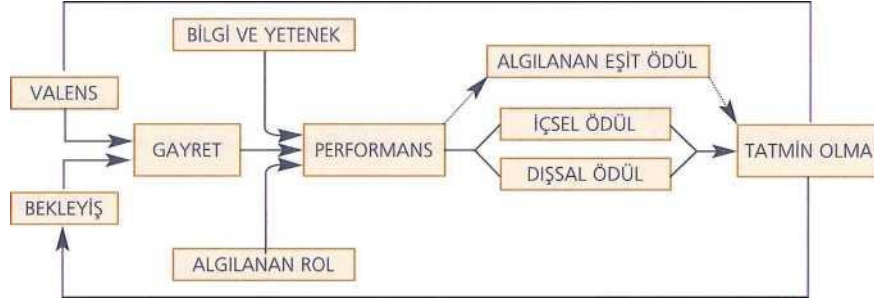 BİLGİ VE YETENEK
ALGILANAN EŞİT ÖDÜL
VALENS
İÇSEL ÖDÜL
GAYRET
PERFORMANS
TATMİN OLMA
DIŞSAL ÖDÜL
BEKLEYİŞ
ALGILANAN ROL